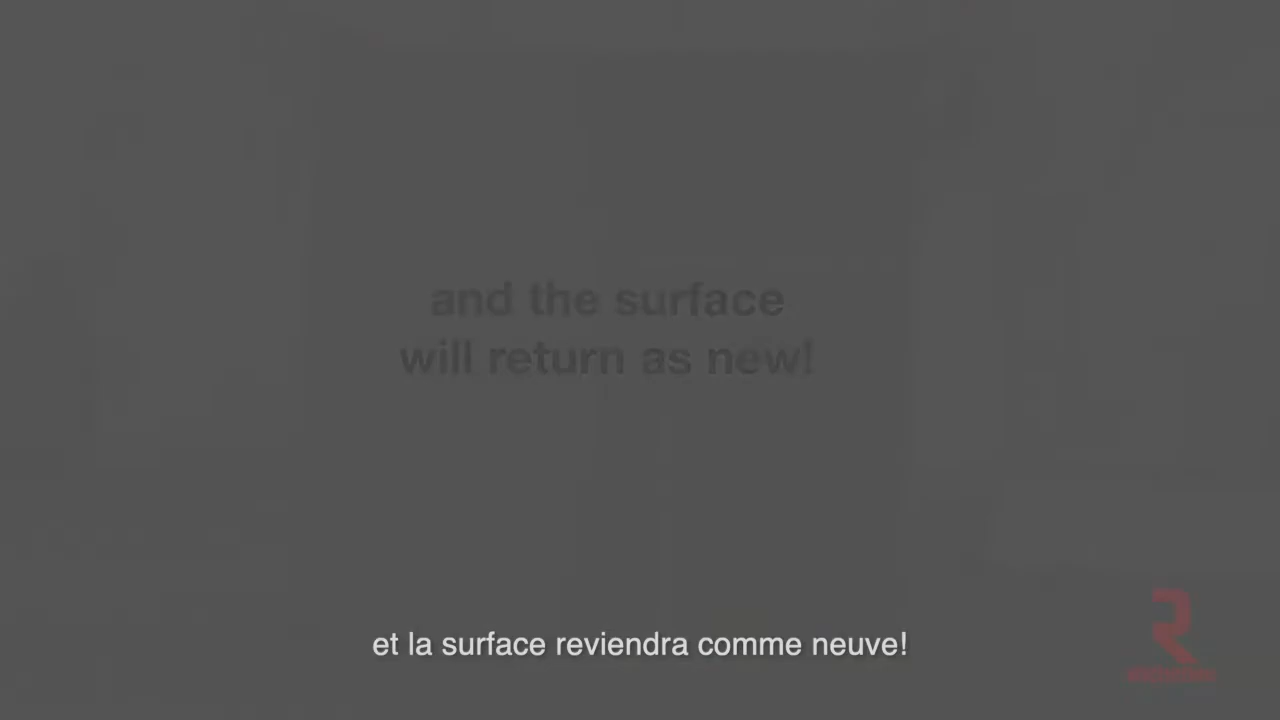 and the surface
will return as new!
et la surface reviendra comme neuve!
R